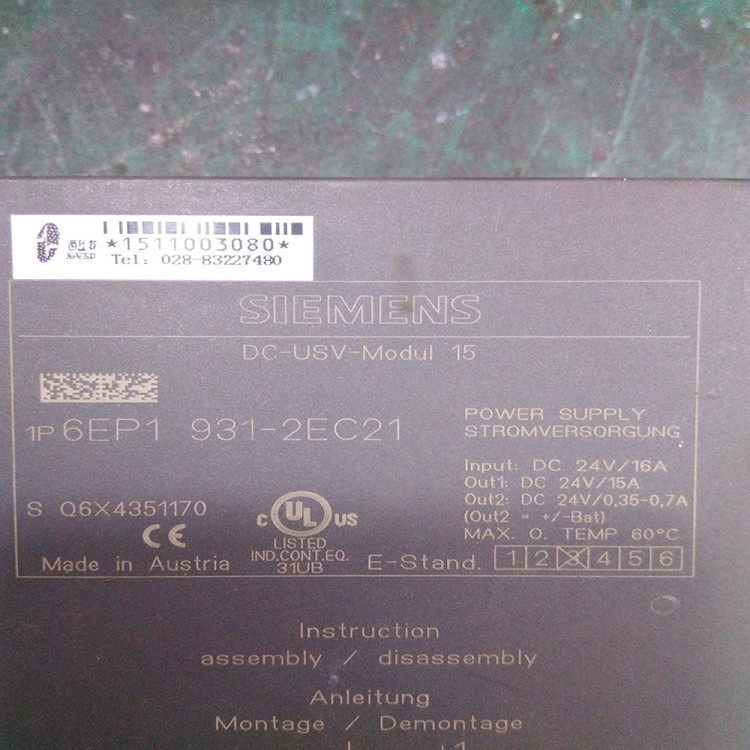 *1511003080*
Tel: 028-83227480
SIEMENS
DC-USV-Modul 15
1P 6EP1 931-2EC21
POWER SUPPLY
STROMVERSORGUNG
Input: DC 24V/16A
Out1: DC 24V/15A
Out2: DC 24V/0,35-0,7A
(Out2 = +/-Bat)
MAX. O. TEMP 60°C
S Q6X4351170
CE
C UL US
LISTED
IND.CONT.EQ.
31UB
Made in Austria
E-Stand. 1 2 3 4 5 6
Instruction
assembly / disassembly
Anleitung
Montage / Demontage